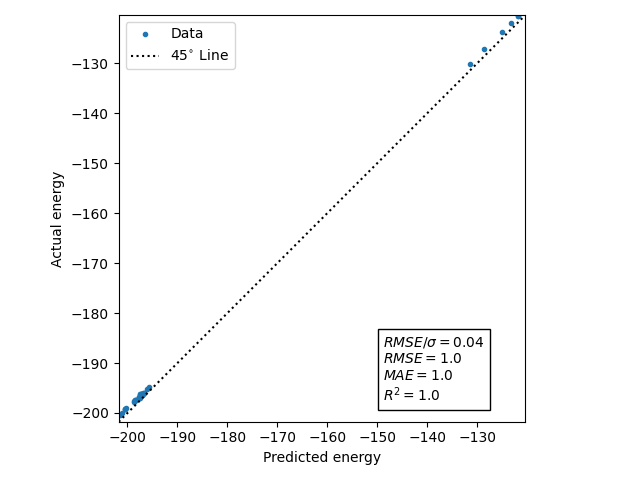 Data
45° Line
−130
−140
−150
−160
−170
−180
−190
−200
Actual energy
RMSE/σ = 0.04
RMSE = 1.0
MAE = 1.0
R² = 1.0
−200 −190 −180 −170 −160 −150 −140 −130
Predicted energy